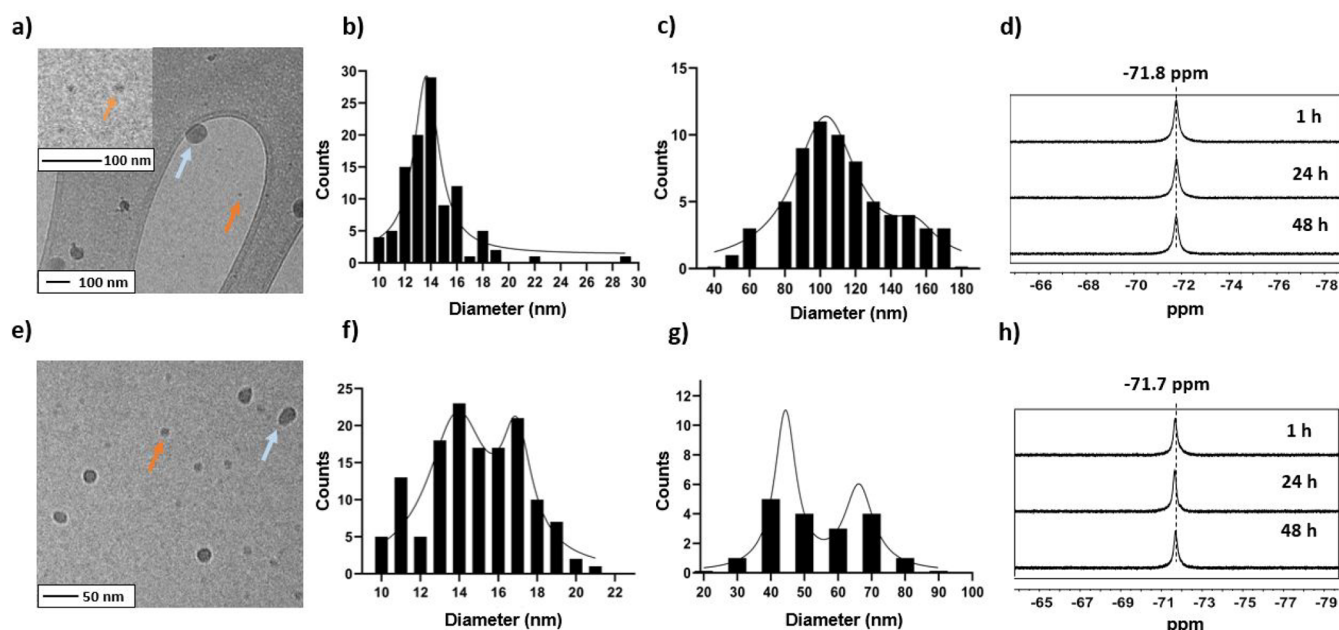 a)
100 nm
100 nm
b)
Counts
30
20
10
0
10 12 14 16 18 20 22 24 26 28 30
Diameter (nm)
c)
Counts
15
10
5
0
40 60 80 100 120 140 160 180
Diameter (nm)
d)
-71.8 ppm
1 h
24 h
48 h
-66 -68 -70 -72 -74 -76 -78
ppm
e)
50 nm
f)
Counts
25
20
15
10
5
0
10 12 14 16 18 20 22
Diameter (nm)
g)
Counts
12
10
8
6
4
2
0
20 30 40 50 60 70 80 90 100
Diameter (nm)
h)
-71.7 ppm
1 h
24 h
48 h
-65 -67 -69 -71 -73 -75 -77 -79
ppm